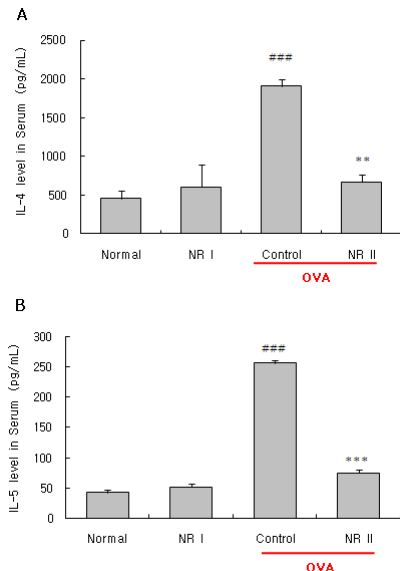 A
IL-4 level in Serum (pg/mL)
2500
2000
1500
1000
500
0
###
**
Normal NR I Control NR II
OVA
B
IL-5 level in Serum (pg/mL)
300
250
200
150
100
50
0
###
***
Normal NR I Control NR II
OVA